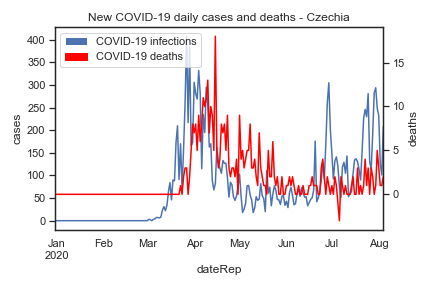 New COVID-19 daily cases and deaths - Czechia
COVID-19 infections
COVID-19 deaths
400
350
300
250
200
150
100
50
0
cases
15
10
5
0
deaths
Jan Feb Mar Apr May Jun Jul Aug
2020
dateRep